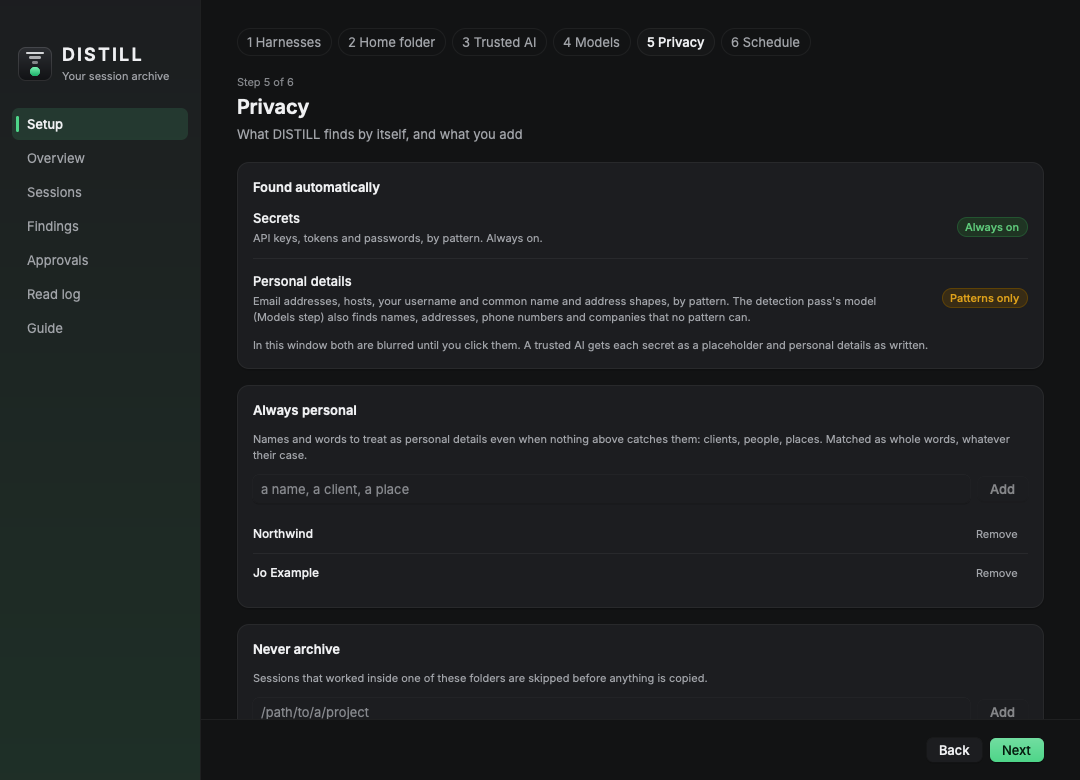 DISTILL
Your session archive
Setup
Overview
Sessions
Findings
Approvals
Read log
Guide
1 Harnesses
2 Home folder
3 Trusted AI
4 Models
5 Privacy
6 Schedule
Step 5 of 6
Privacy
What DISTILL finds by itself, and what you add
Found automatically
Secrets
API keys, tokens and passwords, by pattern. Always on.
Always on
Personal details
Email addresses, hosts, your username and common name and address shapes, by pattern. The detection pass's model
(Models step) also finds names, addresses, phone numbers and companies that no pattern can.
Patterns only
In this window both are blurred until you click them. A trusted AI gets each secret as a placeholder and personal details as written.
Always personal
Names and words to treat as personal details even when nothing above catches them: clients, people, places. Matched as whole words, whatever
their case.
a name, a client, a place
Add
Northwind
Remove
Jo Example
Remove
Never archive
Sessions that worked inside one of these folders are skipped before anything is copied.
/path/to/a/project
Add
Back
Next